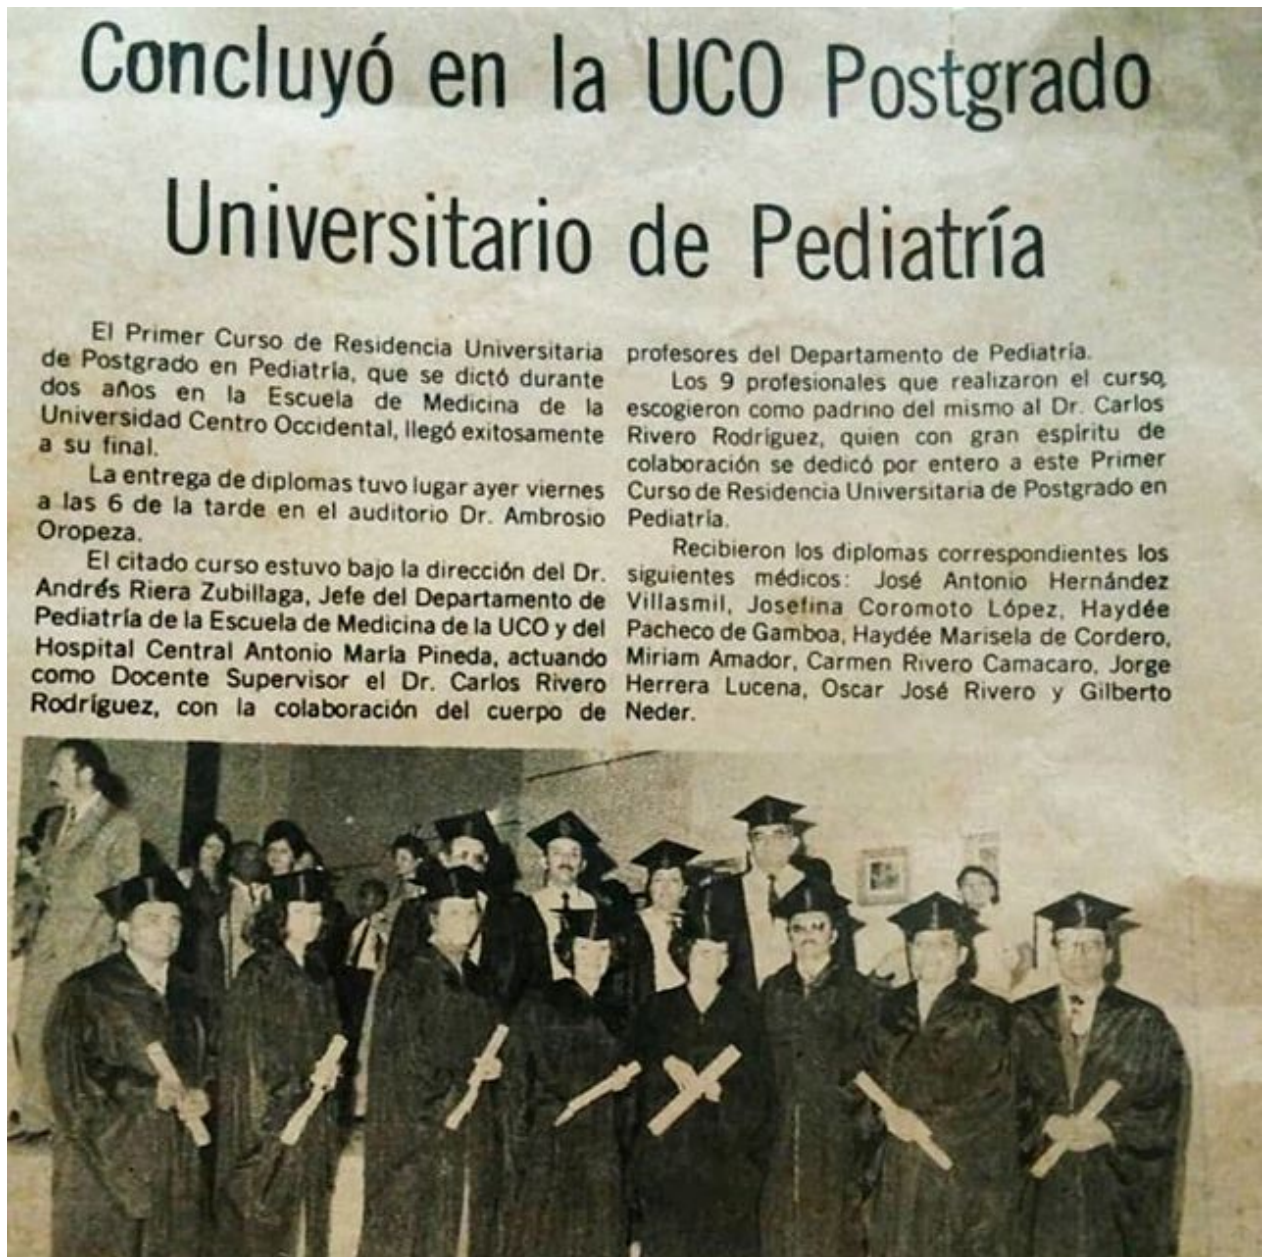 Concluyó en la UCO Postgrado
Universitario de Pediatría
El Primer Curso de Residencia Universitaria
de Postgrado en Pediatría, que se dictó durante
dos años en la Escuela de Medicina de la
Universidad Centro Occidental, llegó exitosamente
a su final.
La entrega de diplomas tuvo lugar ayer viernes
a las 6 de la tarde en el auditorio Dr. Ambrosio
Oropeza.
El citado curso estuvo bajo la dirección del Dr.
Andrés Riera Zubillaga, Jefe del Departamento de
Pediatría de la Escuela de Medicina de la UCO y del
Hospital Central Antonio María Pineda, actuando
como Docente Supervisor el Dr. Carlos Rivero
Rodríguez, con la colaboración del cuerpo de
profesores del Departamento de Pediatría.
Los 9 profesionales que realizaron el curso,
escogieron como padrino del mismo al Dr. Carlos
Rivero Rodríguez, quien con gran espíritu de
colaboración se dedicó por entero a este Primer
Curso de Residencia Universitaria de Postgrado en
Pediatría.
Recibieron los diplomas correspondientes los
siguientes médicos: José Antonio Hernández
Villasmil, Josefina Coromoto López, Haydée
Pacheco de Gamboa, Haydée Marisela de Cordero,
Miriam Amador, Carmen Rivero Camacaro, Jorge
Herrera Lucena, Oscar José Rivero y Gilberto
Neder.